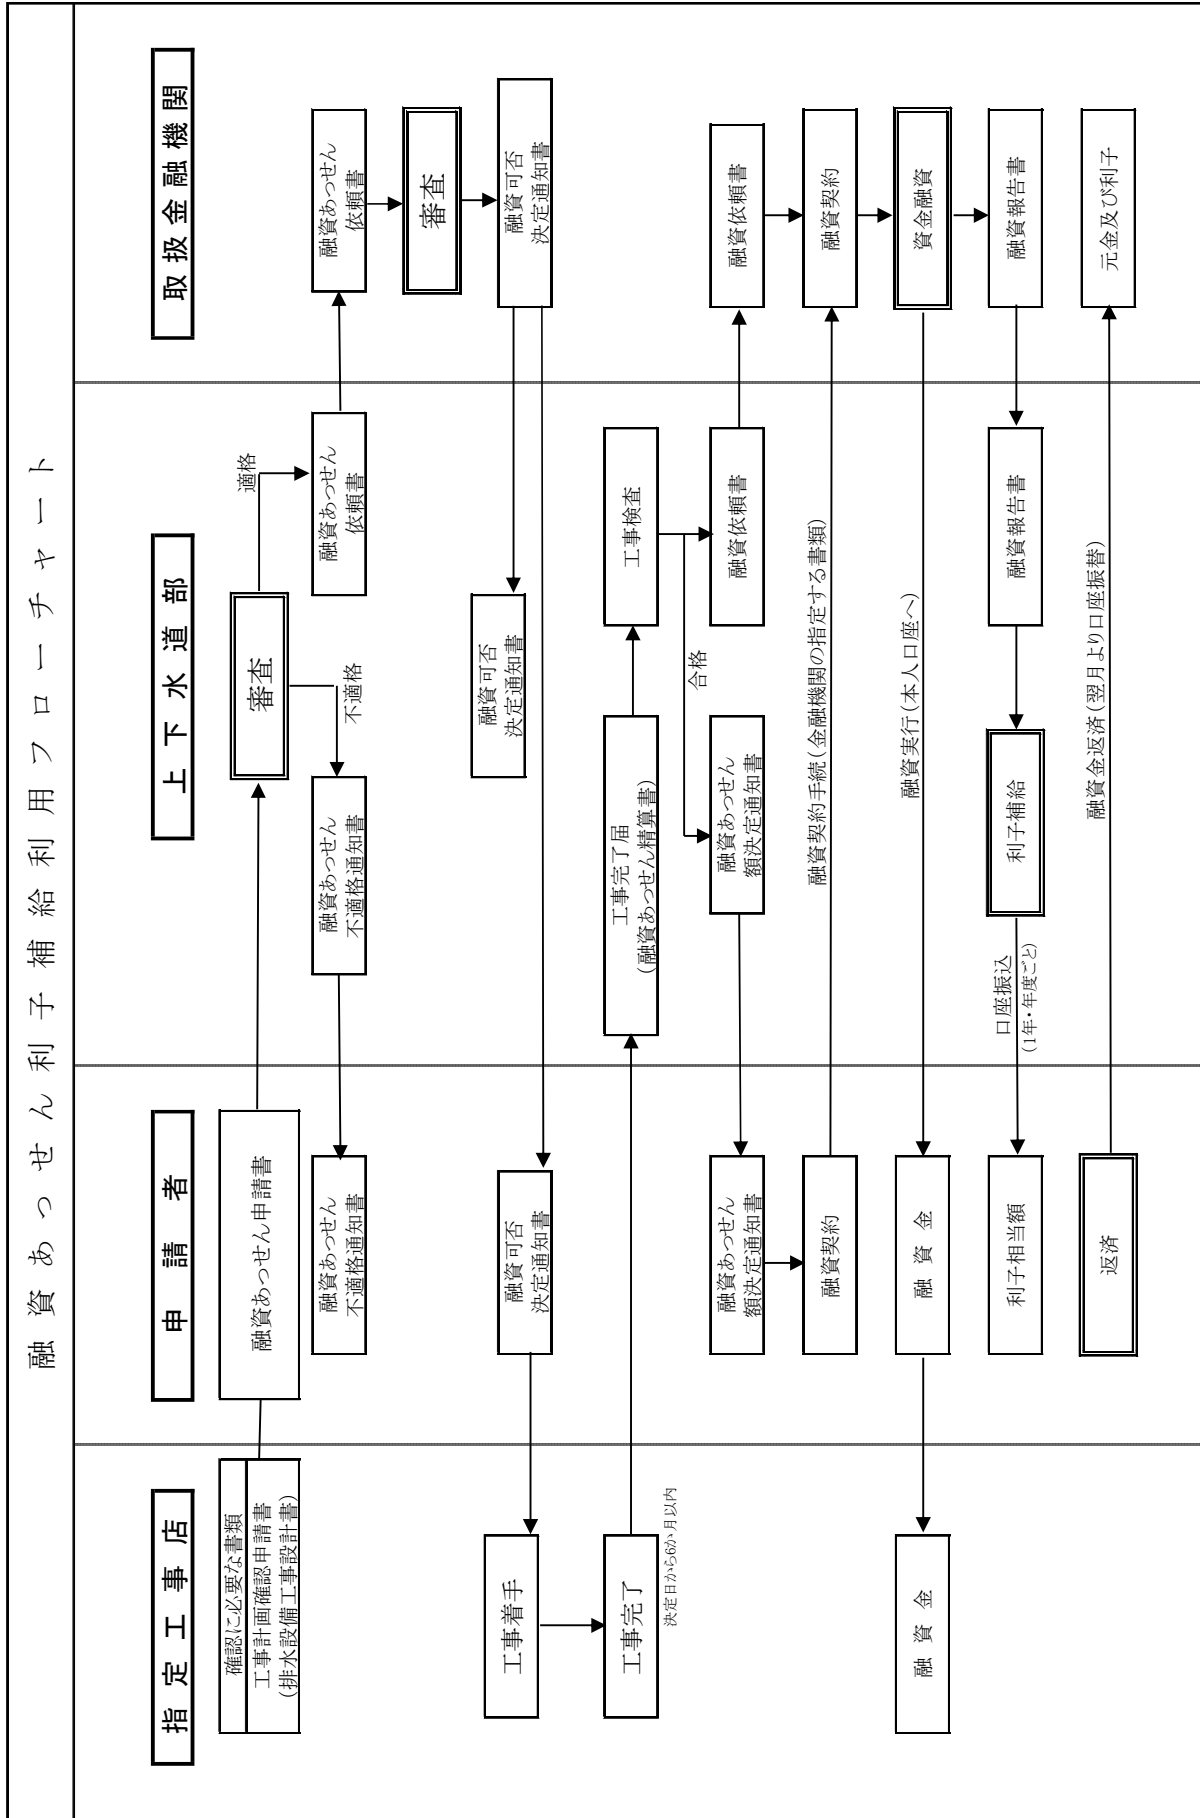 融資あっせん利子補給利用フローチャート
指定工事店
申請者
上下水道部
取扱金融機関
確認に必要な書類
工事計画確認申請書
(排水設備工事設計書)
融資あっせん申請書
審査
適格
不適格
融資あっせん
不適格通知書
融資あっせん
不適格通知書
融資あっせん
依頼書
融資あっせん
依頼書
審査
融資可否
決定通知書
融資可否
決定通知書
融資可否
決定通知書
工事着手
工事完了
決定日から6か月以内
工事完了届
(融資あっせん精算書)
工事検査
合格
融資あっせん
額決定通知書
融資あっせん
額決定通知書
融資依頼書
融資依頼書
融資契約
融資契約手続(金融機関の指定する書類)
融資契約
融資金
融資金
融資実行(本人口座へ)
資金融資
利子相当額
口座振込
(1年・年度ごと)
利子補給
融資報告書
融資報告書
返済
融資金返済(翌月より口座振替)
元金及び利子